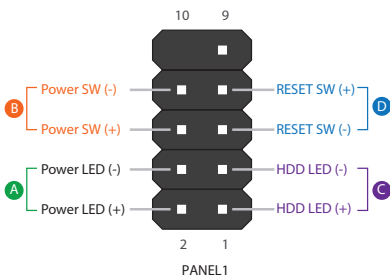 10 9
Power SW (-) RESET SW (+)
B D
Power SW (+) RESET SW (-)
Power LED (-) HDD LED (-)
A C
Power LED (+) HDD LED (+)
2 1
PANEL1